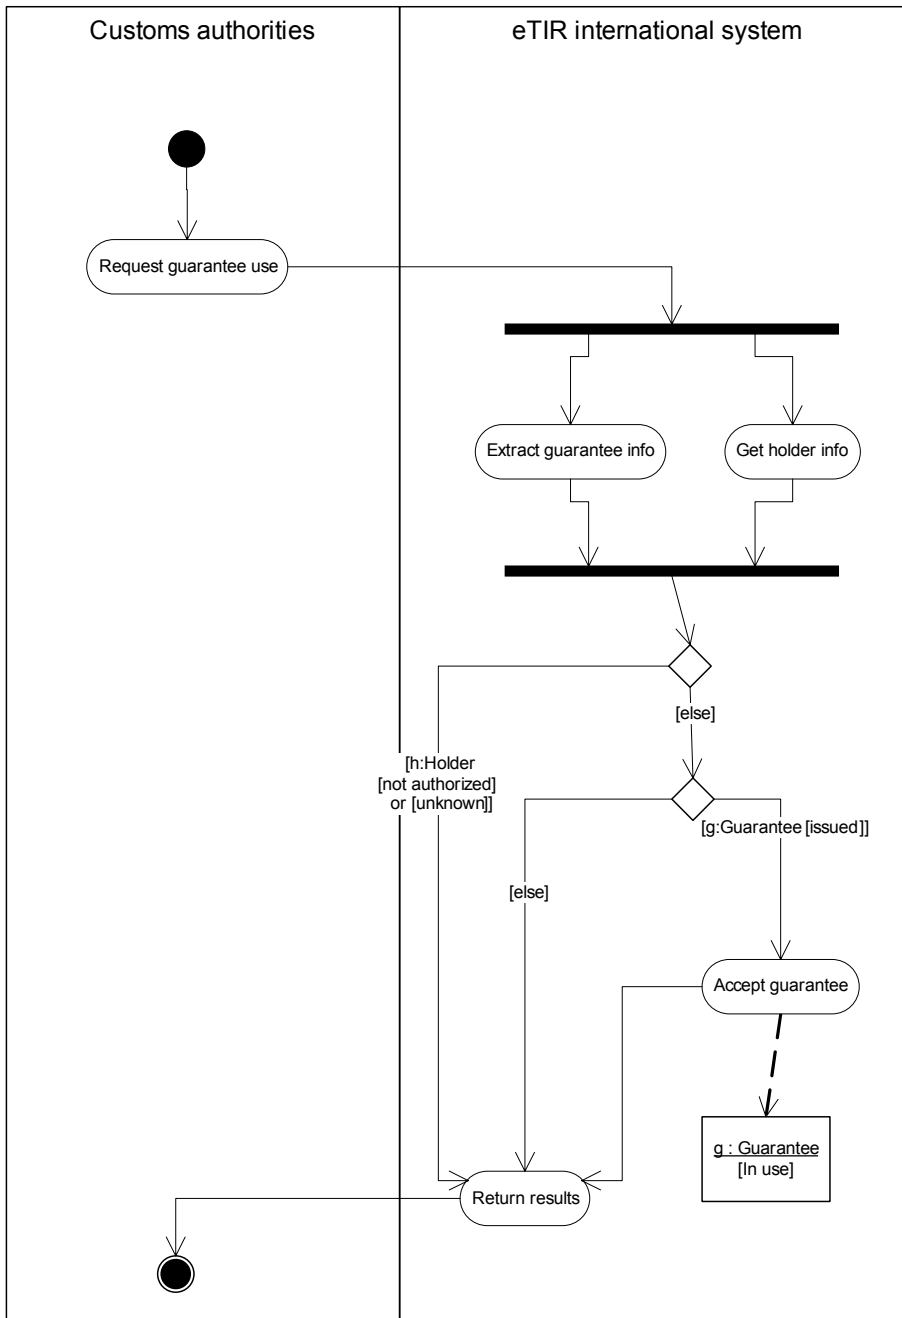 Customs authorities
eTIR international system
Request guarantee use
Extract guarantee info
Get holder info
[else]
[h:Holder
[not authorized]
or [unknown]]
[g:Guarantee [issued]]
[else]
Accept guarantee
g : Guarantee
[In use]
Return results